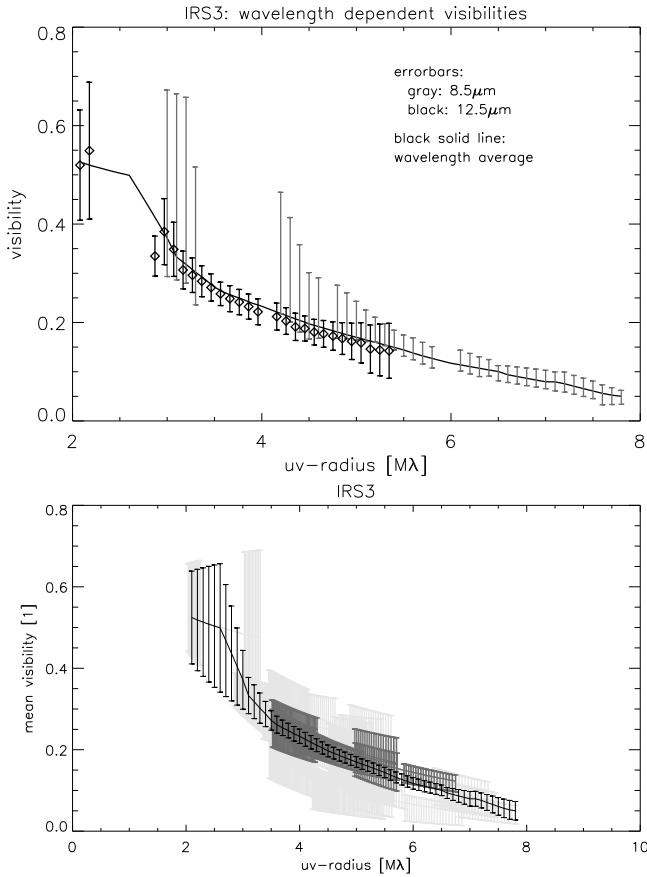 IRS3: wavelength dependent visibilities
0.8
0.6
0.4
0.2
0.0
visibility
errorbars:
gray: 8.5μm
black: 12.5μm
black solid line:
wavelength average
2 4 6 8
uv-radius [Mλ]
IRS3
0.8
0.6
0.4
0.2
0.0
mean visibility [1]
0 2 4 6 8 10
uv-radius [Mλ]